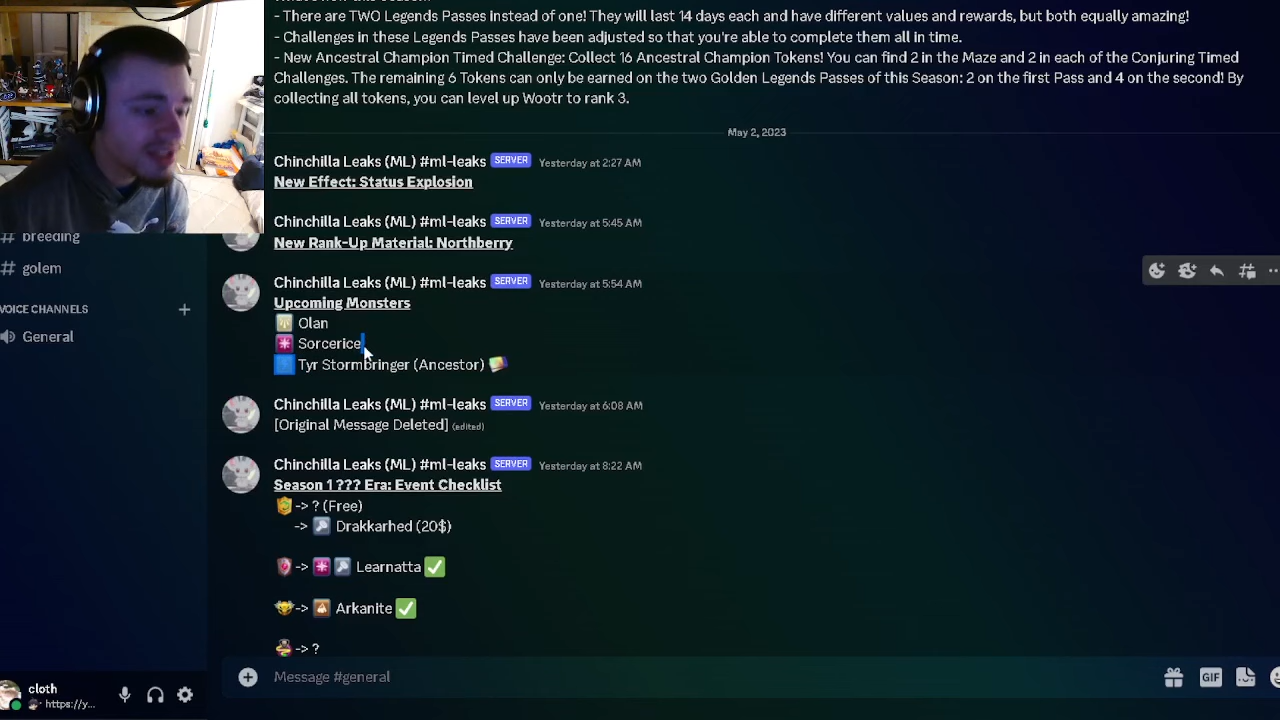 - There are TWO Legends Passes instead of one! They will last 14 days each and have different values and rewards, but both equally amazing!
- Challenges in these Legends Passes have been adjusted so that you're able to complete them all in time.
- New Ancestral Champion Timed Challenge: Collect 16 Ancestral Champion Tokens! You can find 2 in the Maze and 2 in each of the Conjuring Timed
Challenges. The remaining 6 Tokens can only be earned on the two Golden Legends Passes of this Season: 2 on the first Pass and 4 on the second! By
collecting all tokens, you can level up Wootr to rank 3.
May 2, 2023
Chinchilla Leaks (ML) #ml-leaks SERVER Yesterday at 2:27 AM
New Effect: Status Explosion
Chinchilla Leaks (ML) #ml-leaks SERVER Yesterday at 5:45 AM
# breeding
New Rank-Up Material: Northberry
# golem
Chinchilla Leaks (ML) #ml-leaks SERVER Yesterday at 5:54 AM
Upcoming Monsters
VOICE CHANNELS +
Olan
General
Sorcerice
Tyr Stormbringer (Ancestor)
Chinchilla Leaks (ML) #ml-leaks SERVER Yesterday at 6:08 AM
[Original Message Deleted] (edited)
Chinchilla Leaks (ML) #ml-leaks SERVER Yesterday at 8:22 AM
Season 1 ??? Era: Event Checklist
-> ? (Free)
-> Drakkarhed (20$)
-> Learnatta
-> Arkanite
-> ?
Message #general
GIF
cloth
https://y...